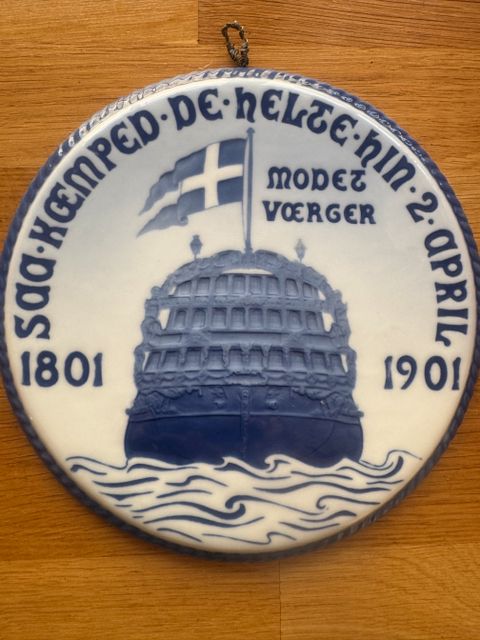 SAA·KÆMPED·DE·HELTE·HIN·2·APRIL
MODET
VÆRGER
1801
1901